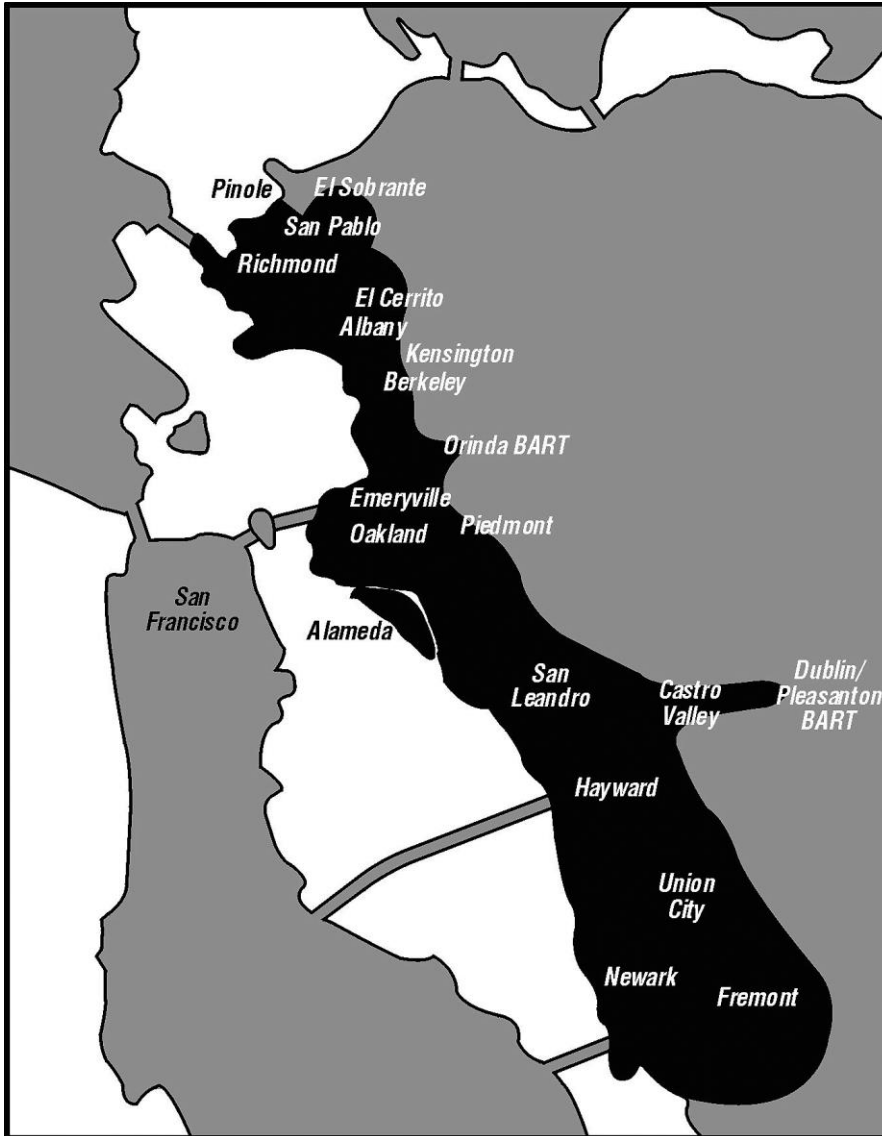 Pinole
El Sobrante
San Pablo
Richmond
El Cerrito
Albany
Kensington
Berkeley
Orinda BART
Emeryville
Oakland
Piedmont
San
Francisco
Alameda
San
Leandro
Castro
Valley
Dublin/
Pleasanton
BART
Hayward
Union
City
Newark
Fremont